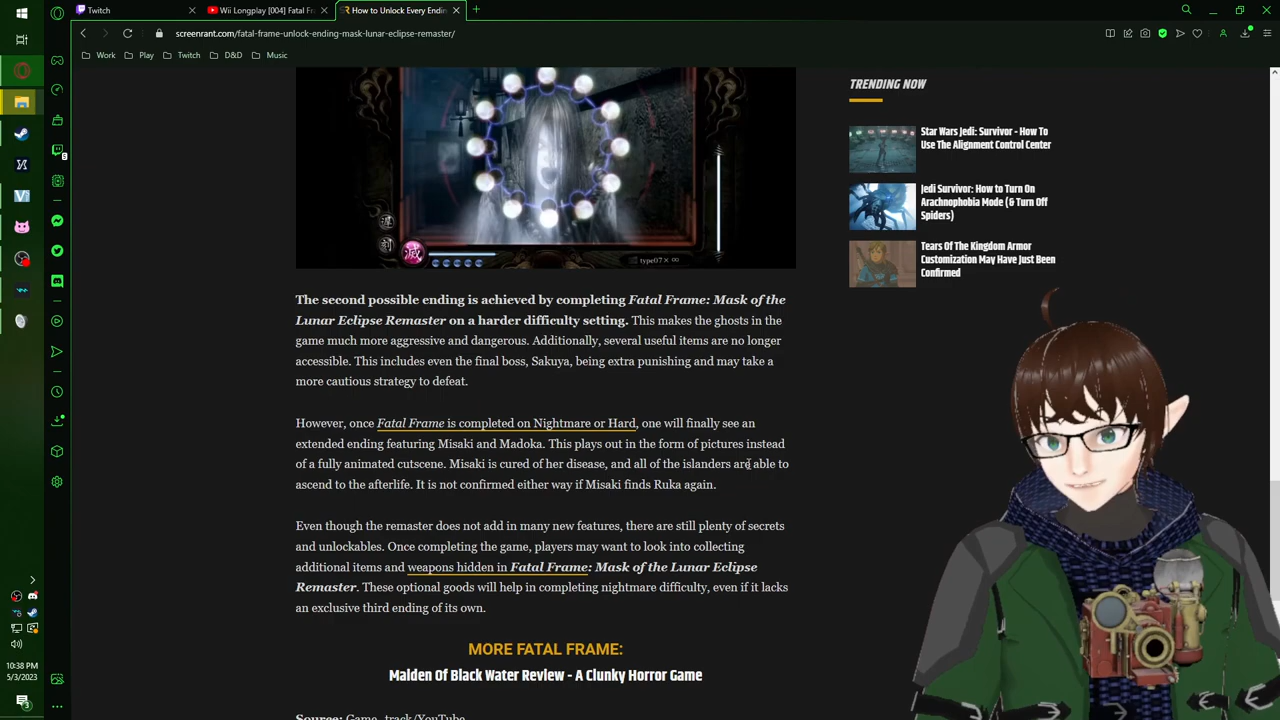 Twitch
Wii Longplay [004] Fatal Fr
How to Unlock Every Endin
screenrant.com/fatal-frame-unlock-ending-mask-lunar-eclipse-remaster/
Work
Play
Twitch
D&D
Music
type07× ∞
TRENDING NOW
Star Wars Jedi: Survivor - How To
Use The Alignment Control Center
Jedi Survivor: How to Turn On
Arachnophobia Mode (& Turn Off
Spiders)
Tears Of The Kingdom Armor
Customization May Have Just Been
Confirmed
The second possible ending is achieved by completing Fatal Frame: Mask of the
Lunar Eclipse Remaster on a harder difficulty setting. This makes the ghosts in the
game much more aggressive and dangerous. Additionally, several useful items are no longer
accessible. This includes even the final boss, Sakuya, being extra punishing and may take a
more cautious strategy to defeat.
However, once Fatal Frame is completed on Nightmare or Hard, one will finally see an
extended ending featuring Misaki and Madoka. This plays out in the form of pictures instead
of a fully animated cutscene. Misaki is cured of her disease, and all of the islanders are able to
ascend to the afterlife. It is not confirmed either way if Misaki finds Ruka again.
Even though the remaster does not add in many new features, there are still plenty of secrets
and unlockables. Once completing the game, players may want to look into collecting
additional items and weapons hidden in Fatal Frame: Mask of the Lunar Eclipse
Remaster. These optional goods will help in completing nightmare difficulty, even if it lacks
an exclusive third ending of its own.
MORE FATAL FRAME:
Maiden Of Black Water Review - A Clunky Horror Game
Source: Game_track/YouTube
10:38 PM
5/3/2023